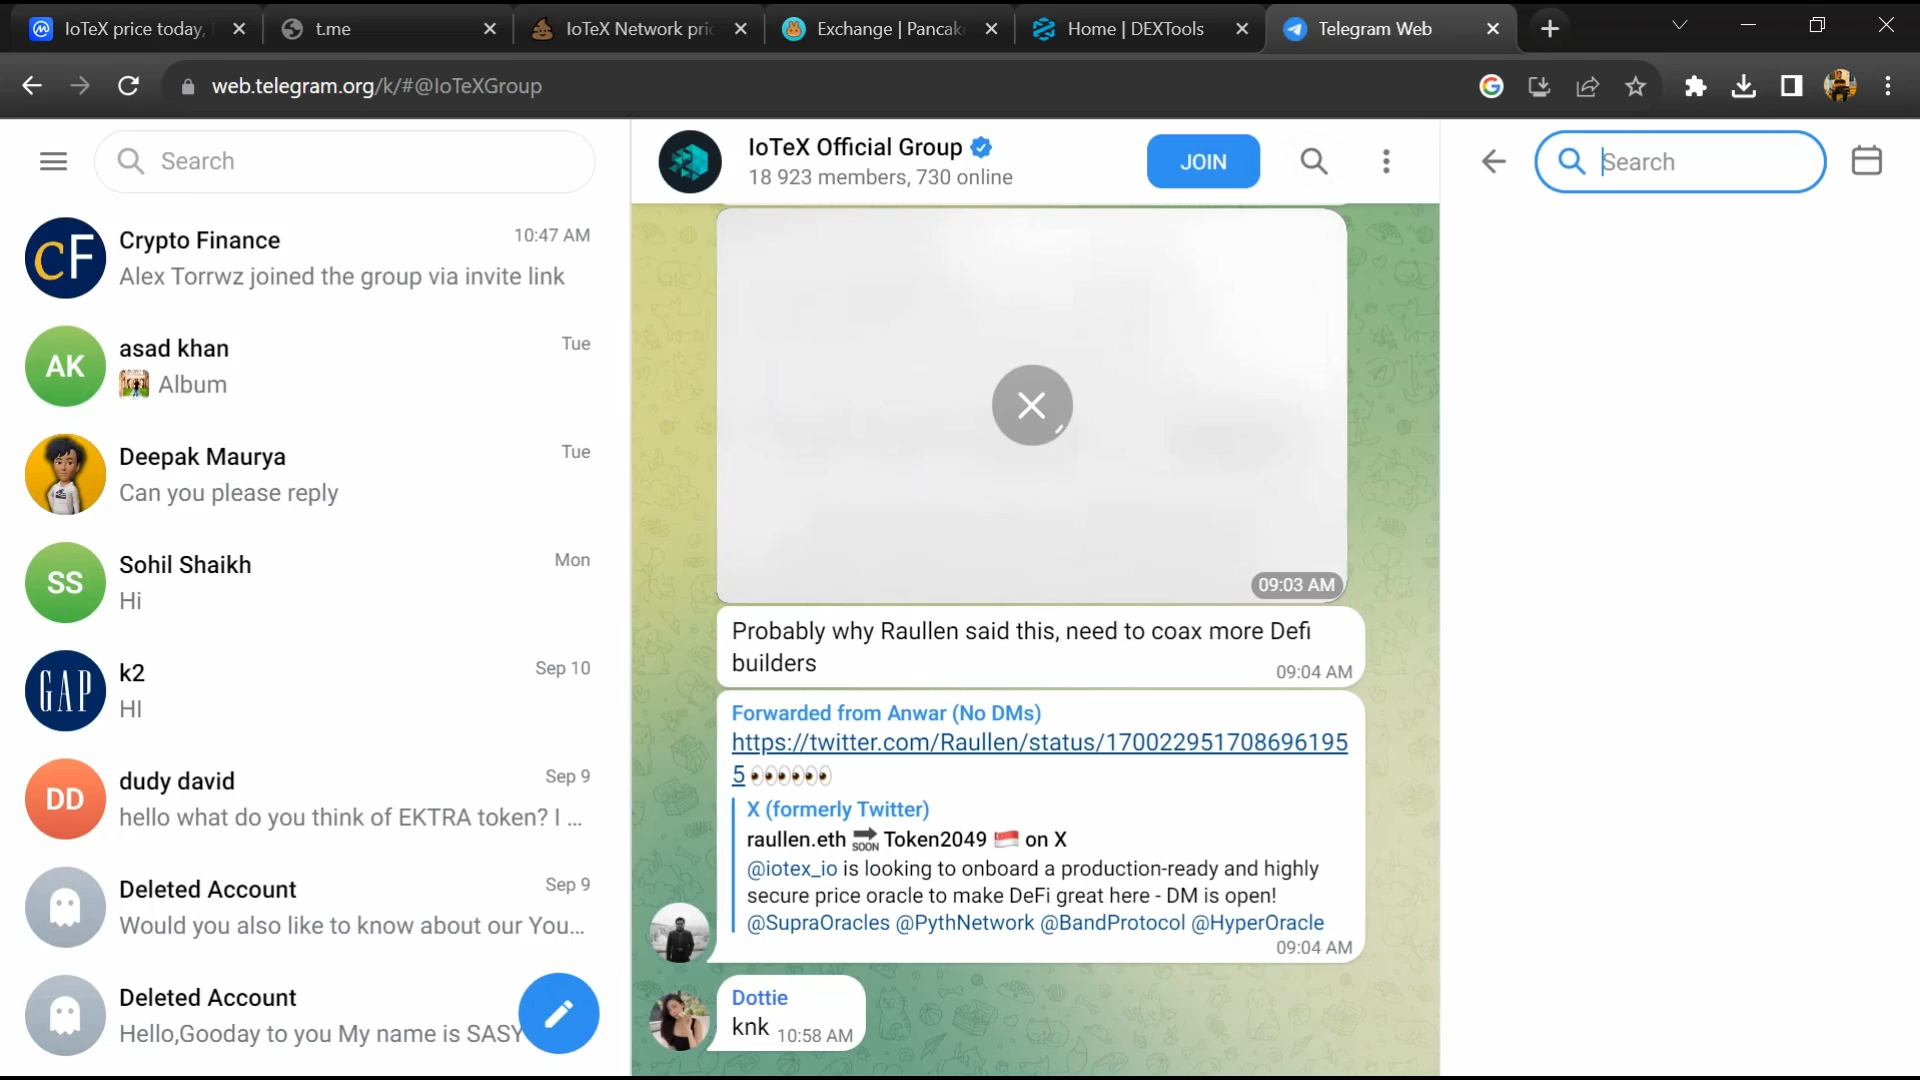 IoTeX price today,
t.me
IoTeX Network pric
Exchange | Pancak
Home | DEXTools
Telegram Web
web.telegram.org/k/#@IoTeXGroup
Search
Crypto Finance
10:47 AM
Alex Torrwz joined the group via invite link
AK
asad khan
Tue
Album
Deepak Maurya
Tue
Can you please reply
SS
Sohil Shaikh
Mon
Hi
GAP
k2
Sep 10
HI
DD
dudy david
Sep 9
hello what do you think of EKTRA token? I ...
Deleted Account
Sep 9
Would you also like to know about our You...
Deleted Account
Hello,Gooday to you My name is SASY
CF
IoTeX Official Group
18 923 members, 730 online
JOIN
09:03 AM
Probably why Raullen said this, need to coax more Defi
builders
09:04 AM
Forwarded from Anwar (No DMs)
https://twitter.com/Raullen/status/170022951708696195
5
X (formerly Twitter)
raullen.eth SOON Token2049 on X
@iotex_io is looking to onboard a production-ready and highly
secure price oracle to make DeFi great here - DM is open!
@SupraOracles @PythNetwork @BandProtocol @HyperOracle
09:04 AM
Dottie
knk 10:58 AM
Search